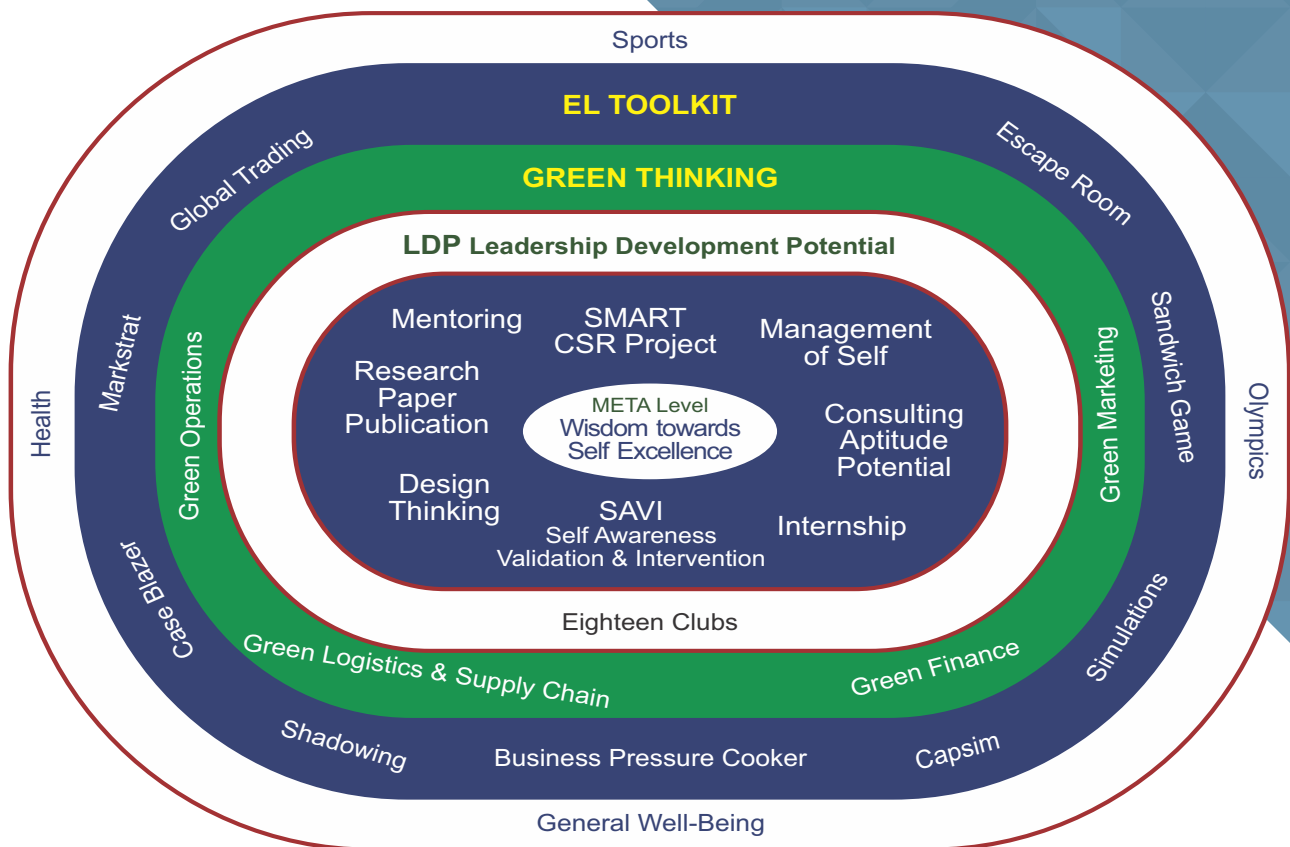 Sports
EL TOOLKIT
Global Trading
Escape Room
GREEN THINKING
LDP Leadership Development Potential
Mentoring
SMART
CSR Project
Management
of Self
Research
Paper
Publication
META Level
Wisdom towards
Self Excellence
Consulting
Aptitude
Potential
Design
Thinking
SAVI
Self Awareness
Validation & Intervention
Internship
Health
Markstrat
Green Operations
Green Marketing
Sandwich Game
Olympics
Eighteen Clubs
Case Blazer
Green Logistics & Supply Chain
Green Finance
Simulations
Shadowing
Business Pressure Cooker
Capsim
General Well-Being